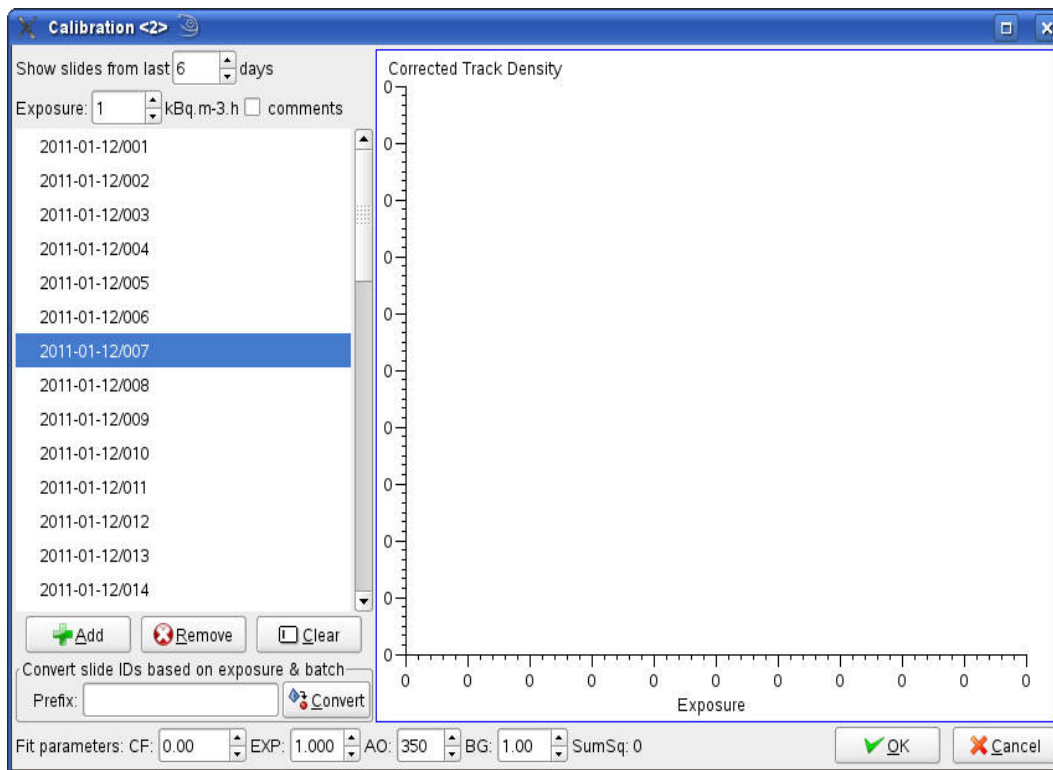 Calibration <2>
Show slides from last 6 days
Exposure: 1 kBq.m-3.h comments
2011-01-12/001
2011-01-12/002
2011-01-12/003
2011-01-12/004
2011-01-12/005
2011-01-12/006
2011-01-12/007
2011-01-12/008
2011-01-12/009
2011-01-12/010
2011-01-12/011
2011-01-12/012
2011-01-12/013
2011-01-12/014
Add Remove Clear
Convert slide IDs based on exposure & batch
Prefix: Convert
Corrected Track Density
0
0
0
0
0
0
0
0
0
0
0
0 0 0 0 0 0 0 0 0 0 0
Exposure
Fit parameters: CF: 0.00 EXP: 1.000 AO: 350 BG: 1.00 SumSq: 0
OK Cancel